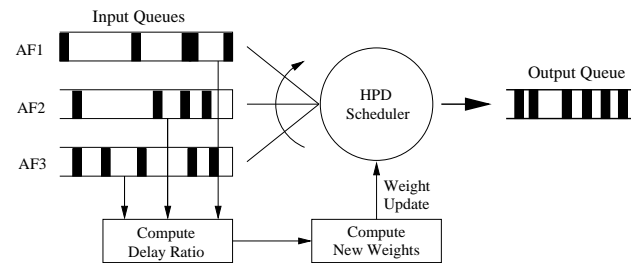 Input Queues
AF1
AF2
AF3
HPD
Scheduler
Output Queue
Weight
Update
Compute
Delay Ratio
Compute
New Weights